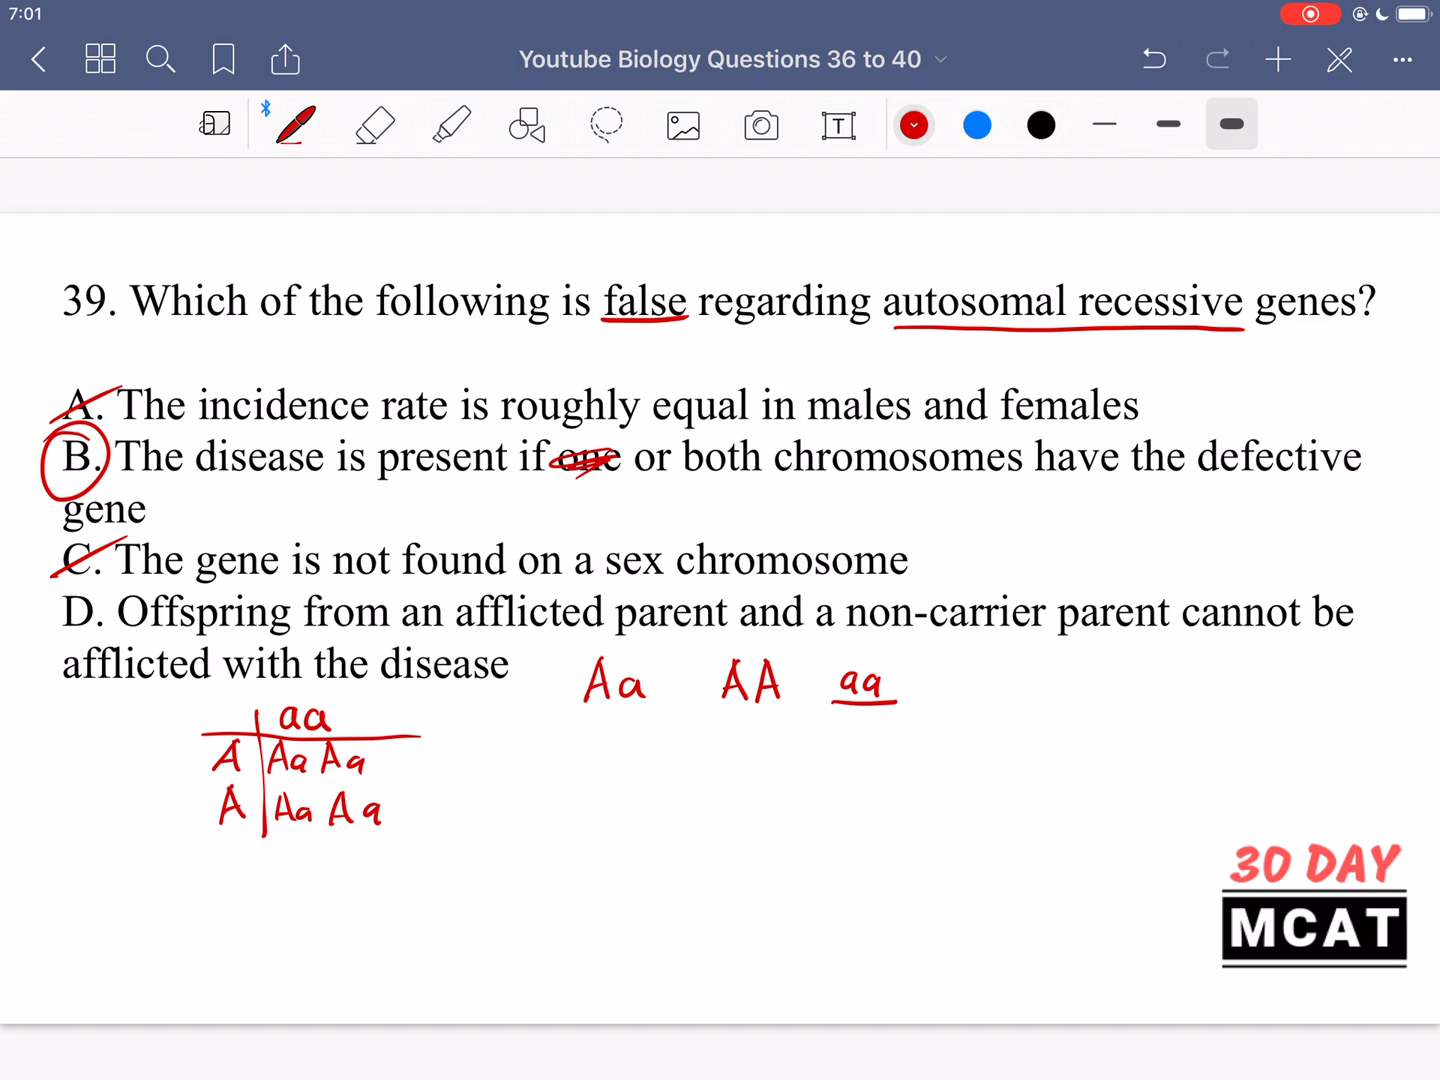 7:01
Youtube Biology Questions 36 to 40
T
39. Which of the following is false regarding autosomal recessive genes?
A. The incidence rate is roughly equal in males and females
B. The disease is present if one or both chromosomes have the defective
gene
C. The gene is not found on a sex chromosome
D. Offspring from an afflicted parent and a non-carrier parent cannot be
afflicted with the disease
Aa AA aa
aa
A Aa Aa
A Aa Aa
30 DAY
MCAT